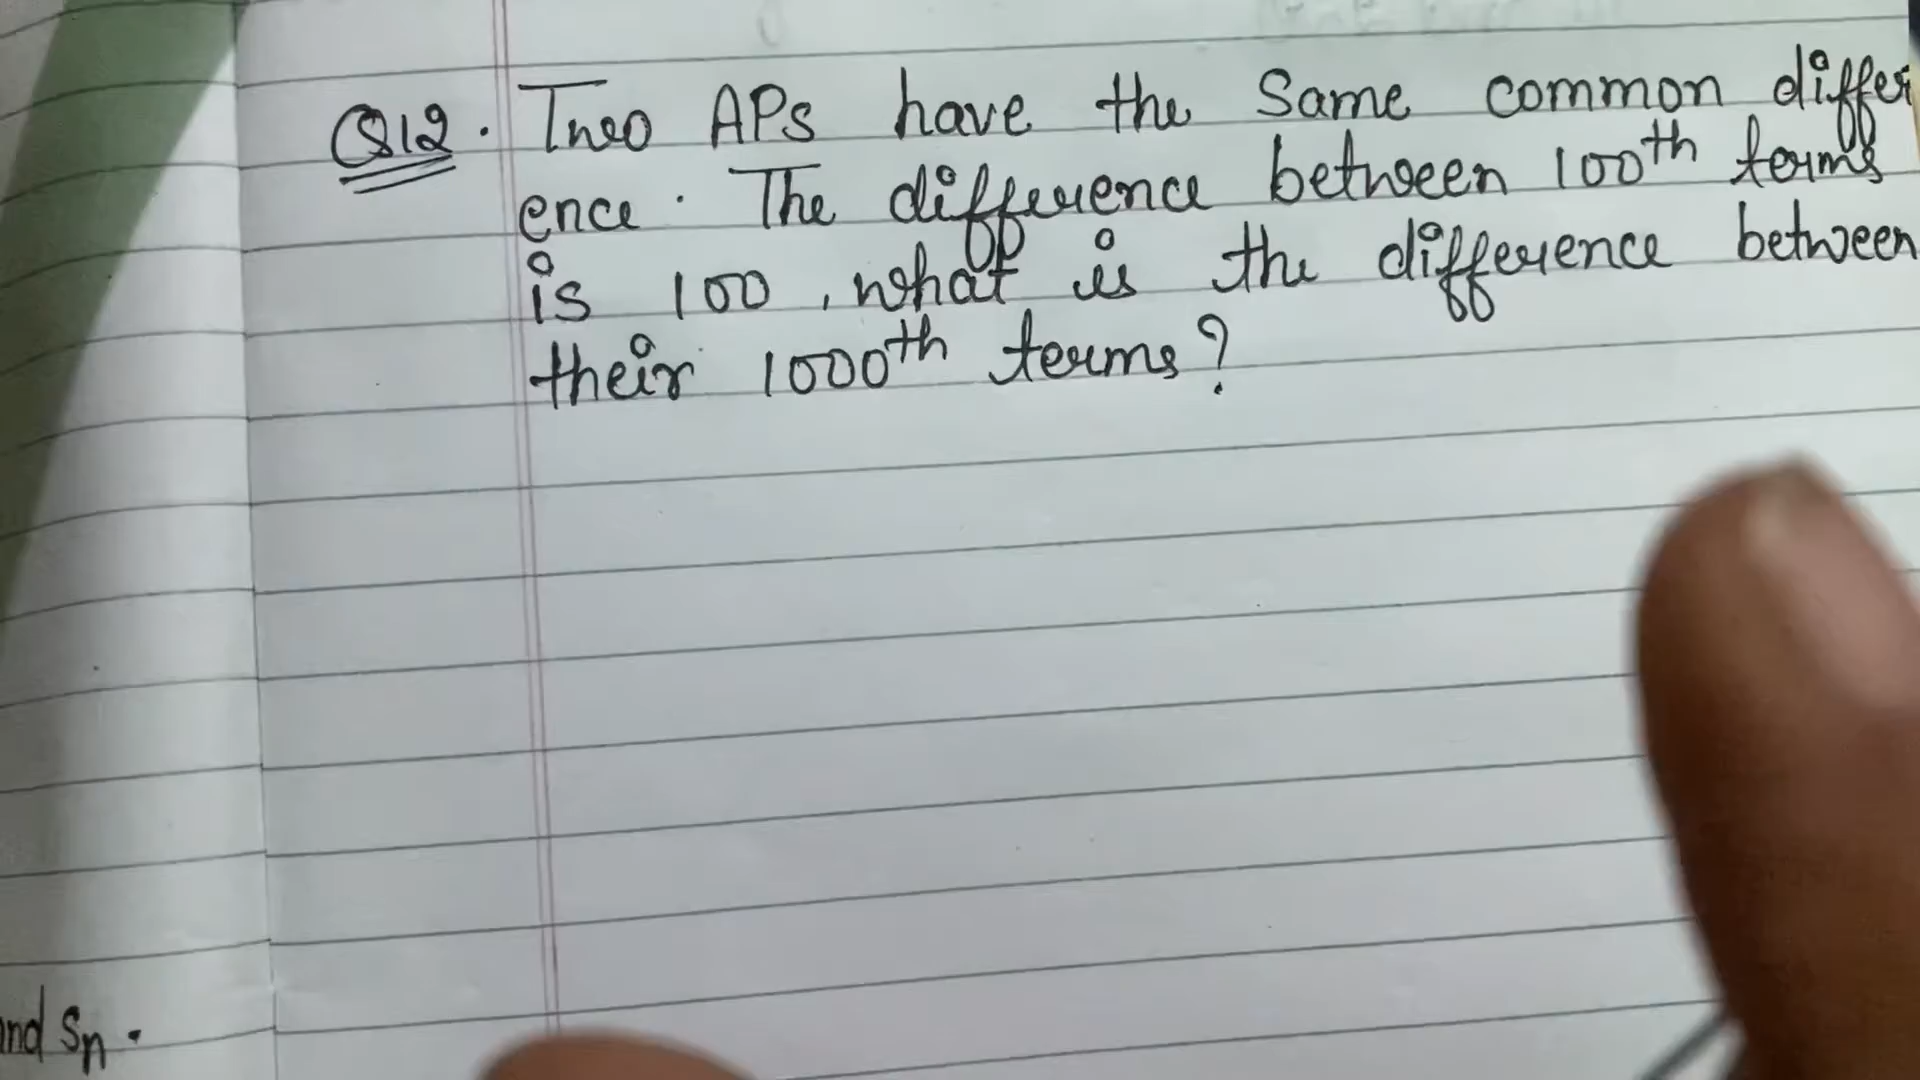 Q12. Two APs have the Same common differ
ence. The difference between 100th terms
is 100, what is the difference between
their 1000th terms?
and Sn.